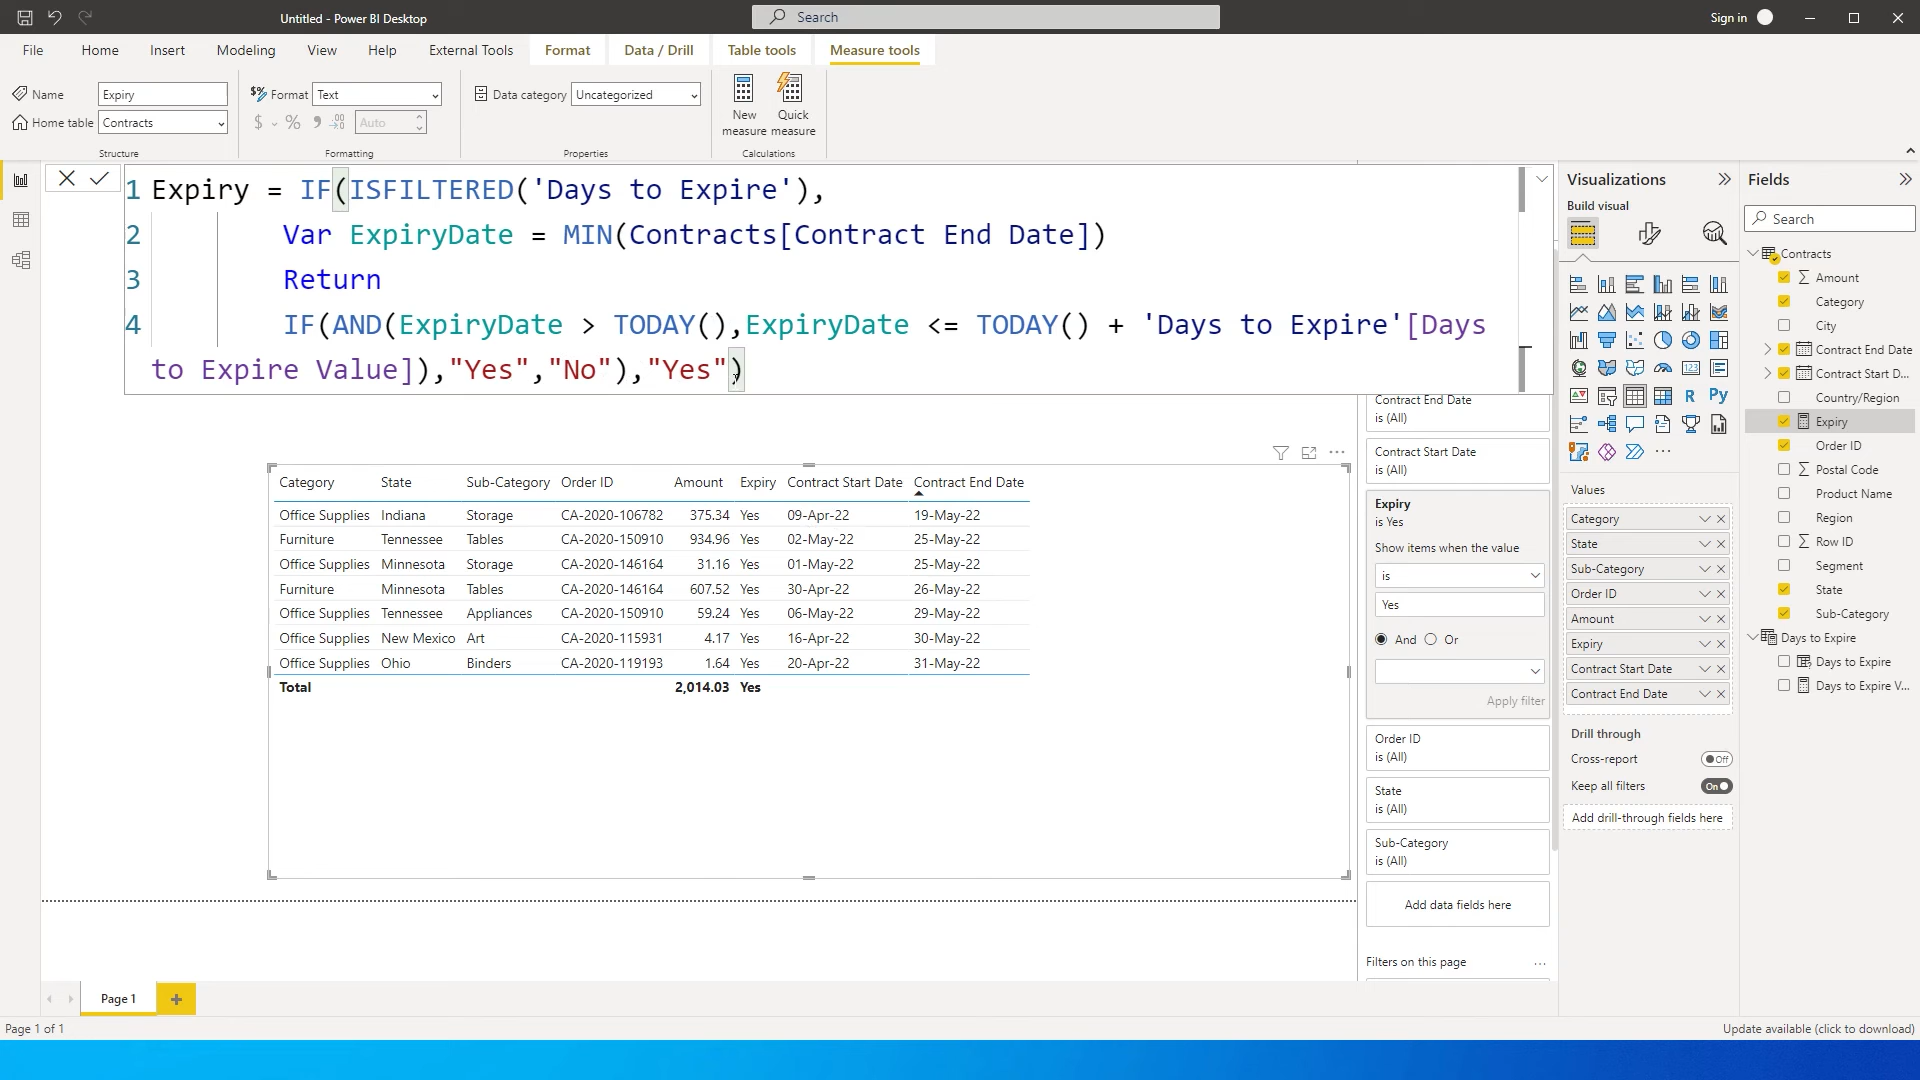 Untitled - Power BI Desktop
Search
Sign in
File Home Insert Modeling View Help External Tools Format Data / Drill Table tools Measure tools
Name Expiry
Home table Contracts
Structure
$% Format Text
$ % 9 .00 Auto
Formatting
Data category Uncategorized
Properties
New measure
Quick measure
Calculations
1 Expiry = IF(ISFILTERED('Days to Expire'),
2 Var ExpiryDate = MIN(Contracts[Contract End Date])
3 Return
4 IF(AND(ExpiryDate > TODAY(),ExpiryDate <= TODAY() + 'Days to Expire'[Days
to Expire Value]),"Yes","No"),"Yes")
Category State Sub-Category Order ID Amount Expiry Contract Start Date Contract End Date
Office Supplies Indiana Storage CA-2020-106782 375.34 Yes 09-Apr-22 19-May-22
Furniture Tennessee Tables CA-2020-150910 934.96 Yes 02-May-22 25-May-22
Office Supplies Minnesota Storage CA-2020-146164 31.16 Yes 01-May-22 25-May-22
Furniture Minnesota Tables CA-2020-146164 607.52 Yes 30-Apr-22 26-May-22
Office Supplies Tennessee Appliances CA-2020-150910 59.24 Yes 06-May-22 29-May-22
Office Supplies New Mexico Art CA-2020-115931 4.17 Yes 16-Apr-22 30-May-22
Office Supplies Ohio Binders CA-2020-119193 1.64 Yes 20-Apr-22 31-May-22
Total 2,014.03 Yes
Contract End Date
is (All)
Contract Start Date
is (All)
Expiry
is Yes
Show items when the value
is
Yes
And Or
Apply filter
Order ID
is (All)
State
is (All)
Sub-Category
is (All)
Add data fields here
Filters on this page ...
Visualizations
Build visual
R Py
123
...
Values
Category
State
Sub-Category
Order ID
Amount
Expiry
Contract Start Date
Contract End Date
Drill through
Cross-report Off
Keep all filters On
Add drill-through fields here
Fields
Search
Contracts
Σ Amount
Category
City
Contract End Date
Contract Start D...
Country/Region
Expiry
Order ID
Σ Postal Code
Product Name
Region
Σ Row ID
Segment
State
Sub-Category
Days to Expire
Days to Expire
Days to Expire V...
Page 1
+
Page 1 of 1
Update available (click to download)